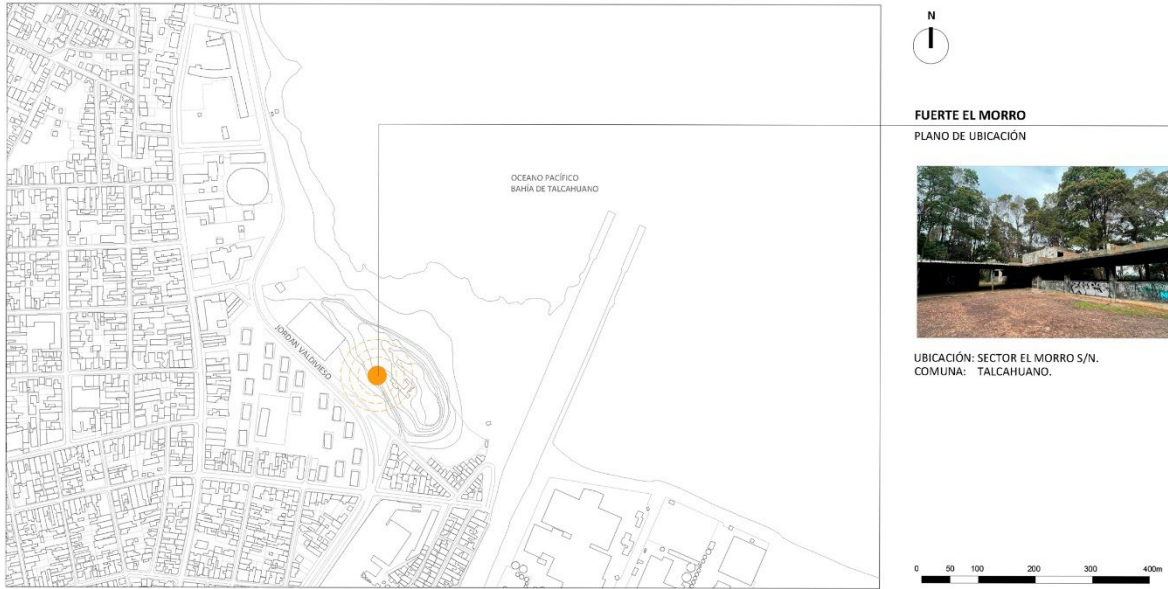 OCEANO PACÍFICO
BAHÍA DE TALCAHUANO
JORDAN VALDIVIESO
N
FUERTE EL MORRO
PLANO DE UBICACIÓN
UBICACIÓN: SECTOR EL MORRO S/N.
COMUNA: TALCAHUANO.
0 50 100 200 300 400m